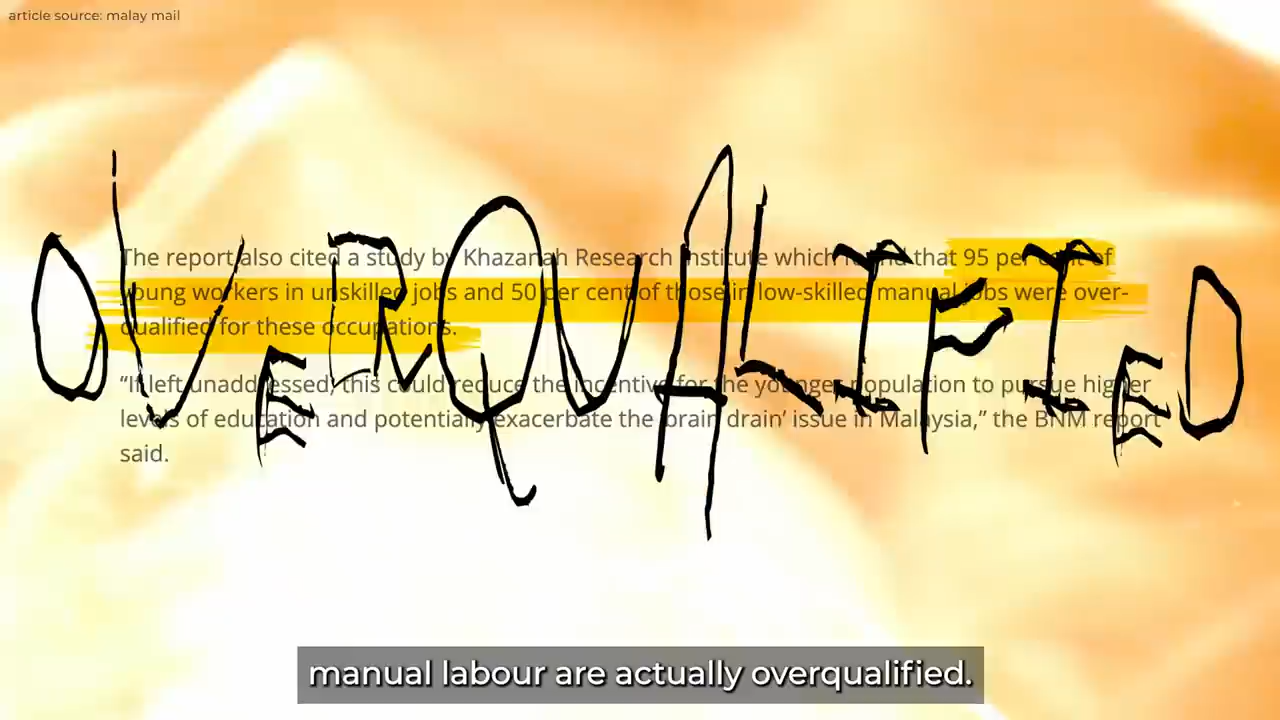 article source: malay mail
OVERQUALIFIED
The report also cited a study by Khazanah Research Institute which found that 95 per cent of
young workers in unskilled jobs and 50 per cent of those in low-skilled manual jobs were over-
qualified for these occupations.
“If left unaddressed, this could reduce the incentive for the younger population to pursue higher
levels of education and potentially exacerbate the ‘brain drain’ issue in Malaysia,” the BNM report
said.
manual labour are actually overqualified.